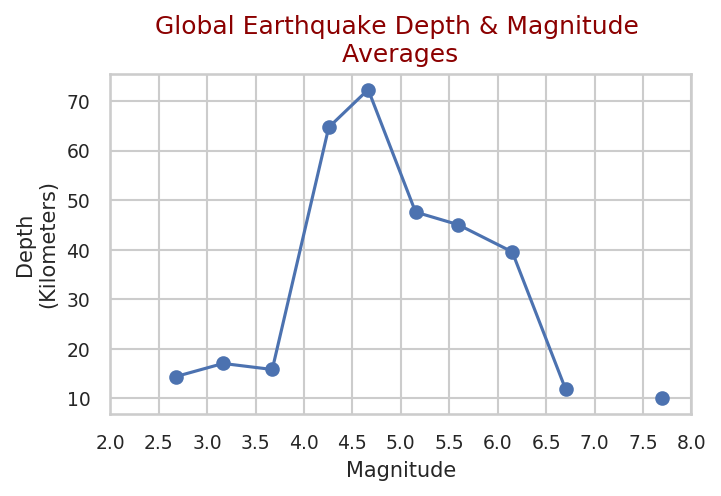 Global Earthquake Depth & Magnitude
Averages
70
60
50
40
30
20
10
Depth
(Kilometers)
2.0 2.5 3.0 3.5 4.0 4.5 5.0 5.5 6.0 6.5 7.0 7.5 8.0
Magnitude